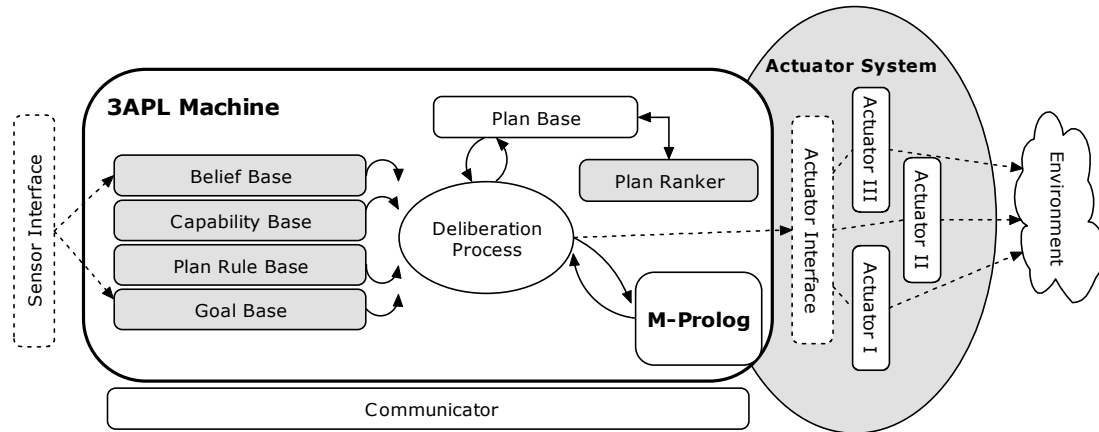 Sensor Interface
3APL Machine
Belief Base
Capability Base
Plan Rule Base
Goal Base
Plan Base
Plan Ranker
Deliberation
Process
M-Prolog
Communicator
Actuator System
Actuator Interface
Actuator III
Actuator II
Actuator I
Environment